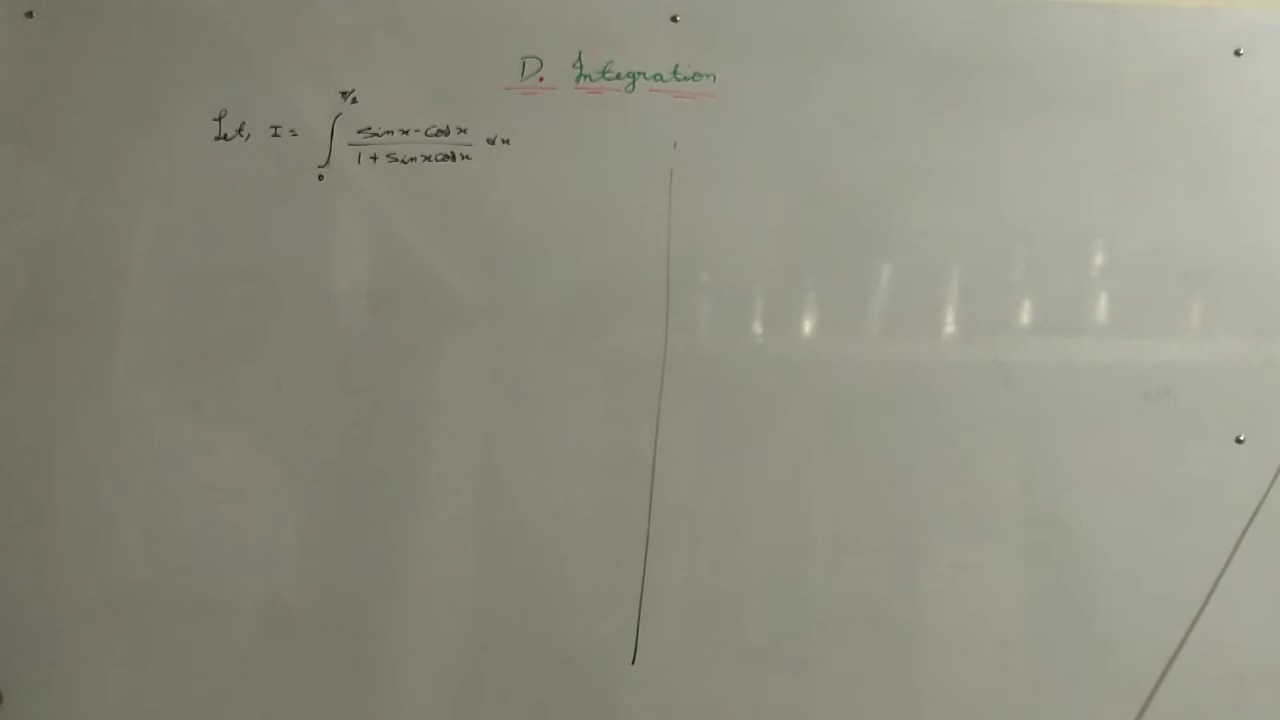 D. Integration
Let, I = ∫₀^{π/2} (sinx - cosx)/(1 + sinxcosx) dx